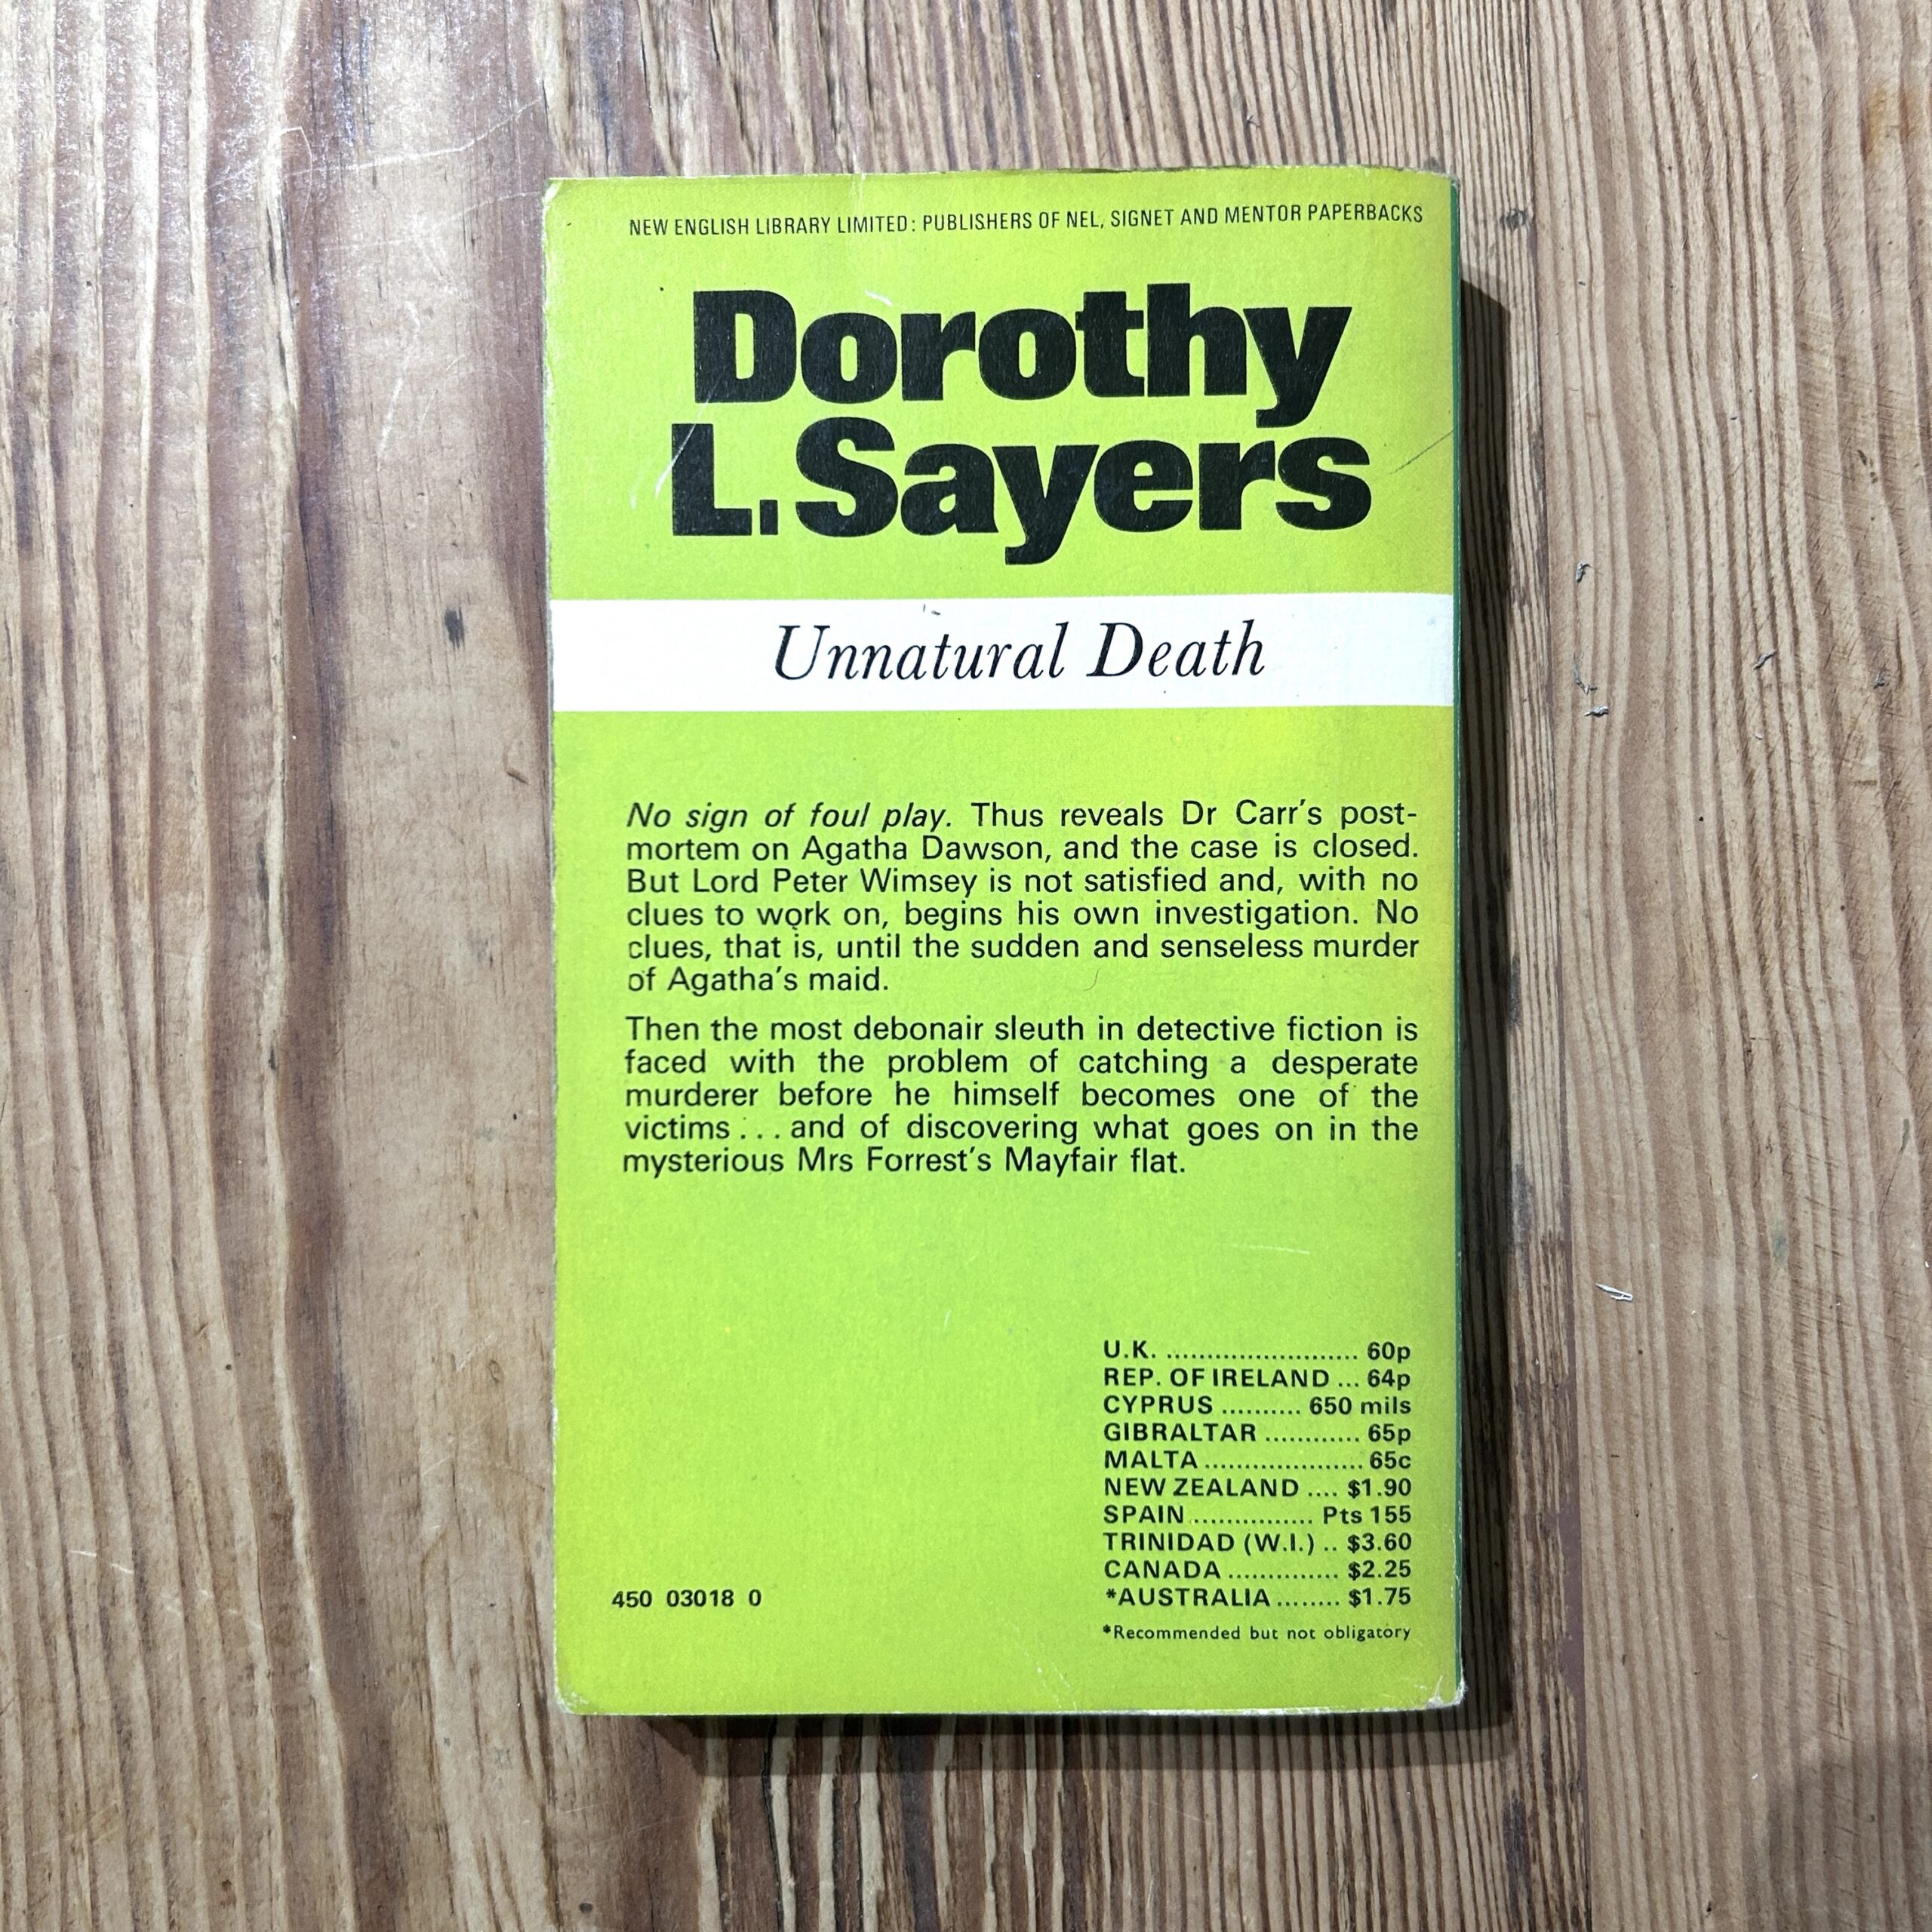 NEW ENGLISH LIBRARY LIMITED: PUBLISHERS OF NEL, SIGNET AND MENTOR PAPERBACKS
Dorothy
L. Sayers
Unnatural Death
No sign of foul play. Thus reveals Dr Carr's post-
mortem on Agatha Dawson, and the case is closed.
But Lord Peter Wimsey is not satisfied and, with no
clues to work on, begins his own investigation. No
clues, that is, until the sudden and senseless murder
of Agatha's maid.
Then the most debonair sleuth in detective fiction is
faced with the problem of catching a desperate
murderer before he himself becomes one of the
victims . . . and of discovering what goes on in the
mysterious Mrs Forrest's Mayfair flat.
U.K. ........................ 60p
REP. OF IRELAND ... 64p
CYPRUS .......... 650 mils
GIBRALTAR ............ 65p
MALTA .................... 65c
NEW ZEALAND .... $1.90
SPAIN ............... Pts 155
TRINIDAD (W.I.) .. $3.60
CANADA .............. $2.25
*AUSTRALIA ........ $1.75
*Recommended but not obligatory
450 03018 0